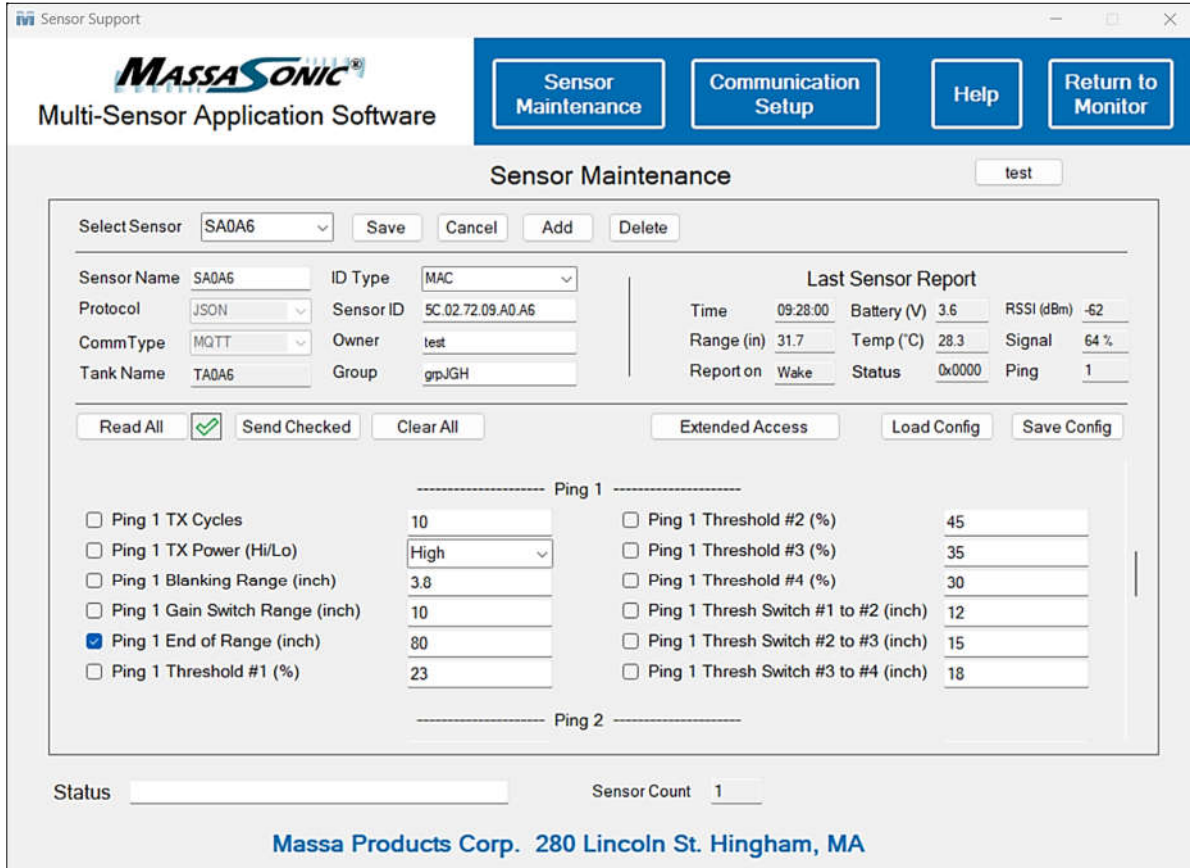 Sensor Support
MASSASONIC®
Multi-Sensor Application Software
Sensor Maintenance
Communication Setup
Help
Return to Monitor
Sensor Maintenance
test
Select Sensor SA0A6 Save Cancel Add Delete
Sensor Name SA0A6 ID Type MAC
Protocol JSON Sensor ID 5C.02.72.09.A0.A6
CommType MQTT Owner test
Tank Name TA0A6 Group grpJGH
Last Sensor Report
Time 09:28:00 Battery (V) 3.6 RSSI (dBm) -62
Range (in) 31.7 Temp (°C) 28.3 Signal 64 %
Report on Wake Status 0x0000 Ping 1
Read All Send Checked Clear All Extended Access Load Config Save Config
--------------------- Ping 1 ---------------------
Ping 1 TX Cycles 10
Ping 1 TX Power (Hi/Lo) High
Ping 1 Blanking Range (inch) 3.8
Ping 1 Gain Switch Range (inch) 10
Ping 1 End of Range (inch) 80
Ping 1 Threshold #1 (%) 23
Ping 1 Threshold #2 (%) 45
Ping 1 Threshold #3 (%) 35
Ping 1 Threshold #4 (%) 30
Ping 1 Thresh Switch #1 to #2 (inch) 12
Ping 1 Thresh Switch #2 to #3 (inch) 15
Ping 1 Thresh Switch #3 to #4 (inch) 18
--------------------- Ping 2 ---------------------
Status
Sensor Count 1
Massa Products Corp. 280 Lincoln St. Hingham, MA